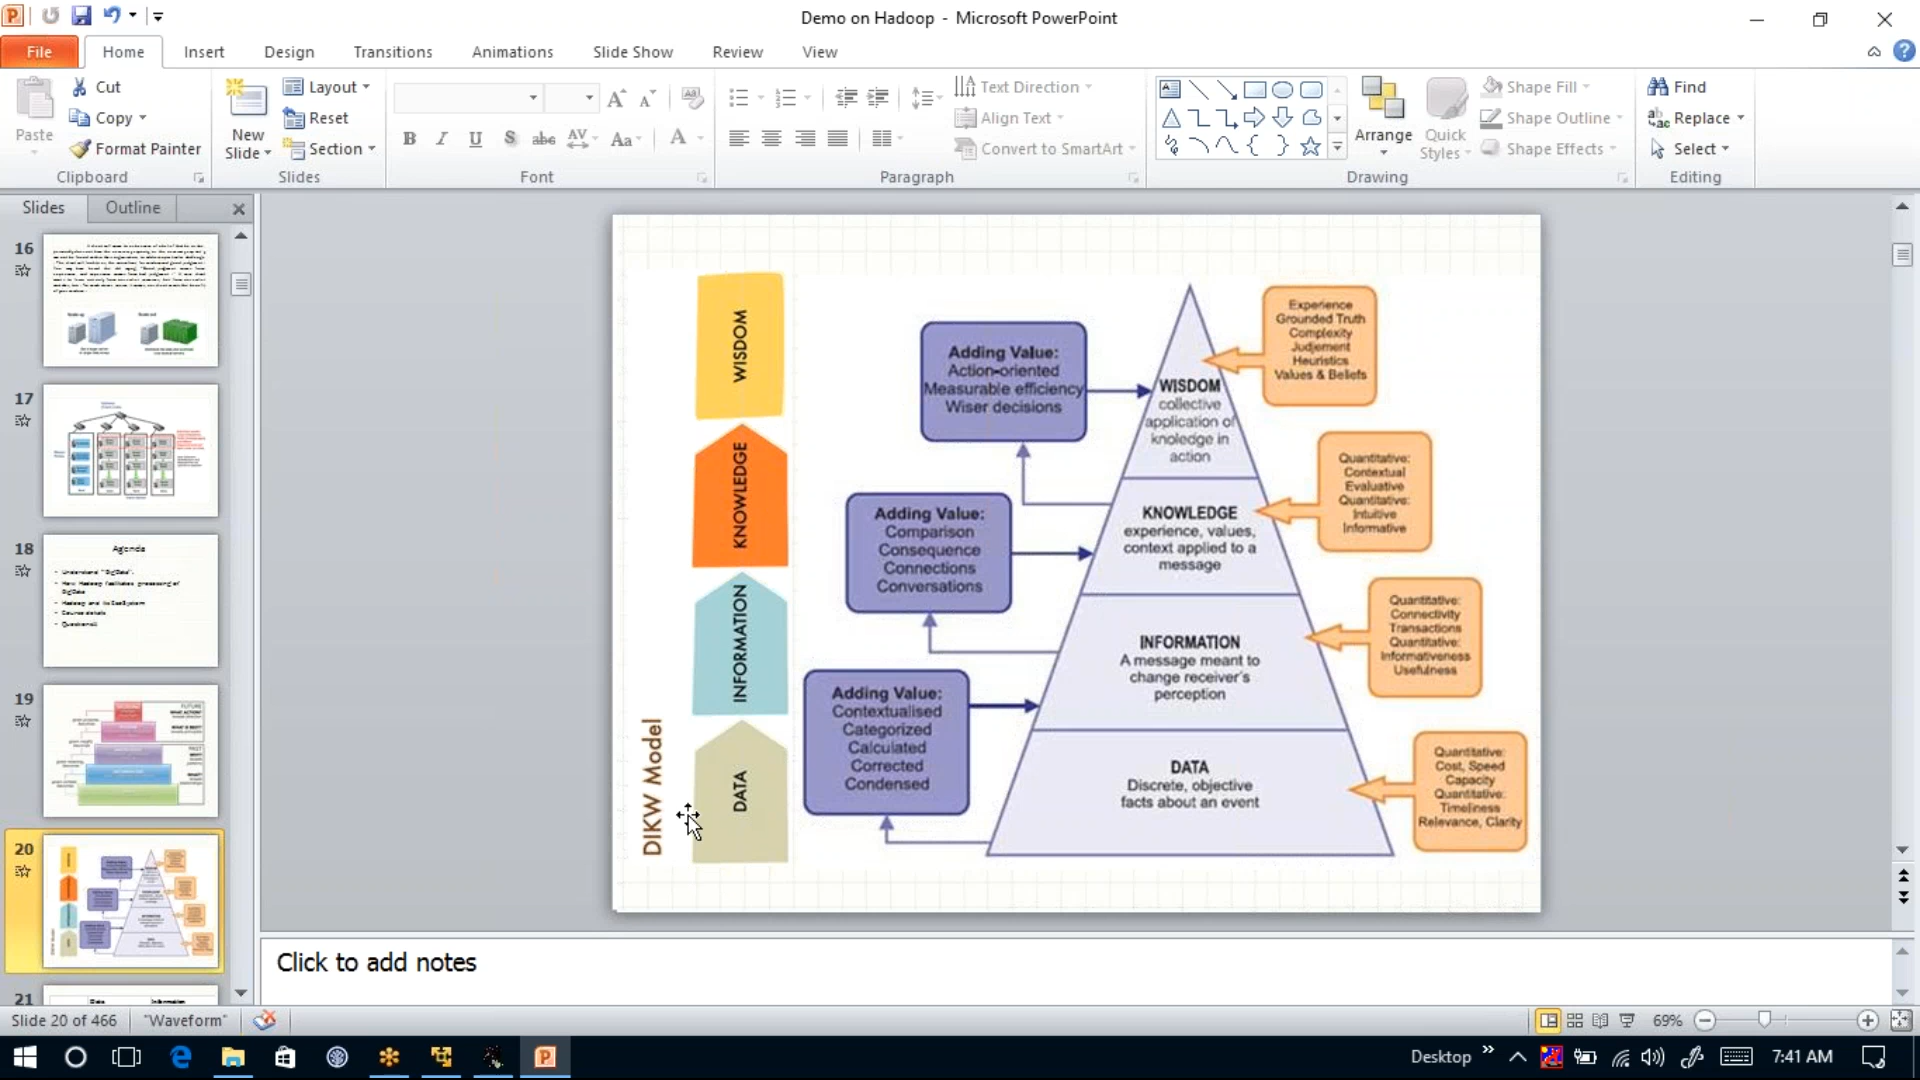 Demo on Hadoop - Microsoft PowerPoint
File Home Insert Design Transitions Animations Slide Show Review View
Paste
Cut
Copy
Format Painter
Clipboard
New
Slide
Layout
Reset
Section
Slides
Font
Text Direction
Align Text
Convert to SmartArt
Paragraph
Arrange
Quick
Styles
Shape Fill
Shape Outline
Shape Effects
Drawing
Find
Replace
Select
Editing
Slides Outline
16
17
18
Agenda
19
20
21
Data Information
DIKW Model
WISDOM
KNOWLEDGE
INFORMATION
DATA
Adding Value:
Action-oriented
Measurable efficiency
Wiser decisions
Adding Value:
Comparison
Consequence
Connections
Conversations
Adding Value:
Contextualised
Categorized
Calculated
Corrected
Condensed
WISDOM
collective
application of
knoledge in
action
KNOWLEDGE
experience, values,
context applied to a
message
INFORMATION
A message meant to
change receiver's
perception
DATA
Discrete, objective
facts about an event
Experience
Grounded Truth
Complexity
Judjement
Heuristics
Values & Beliefs
Quantitative:
Contextual
Evaluative
Quantitative:
Intuitive
Informative
Quantitative:
Connectivity
Transactions
Quantitative:
Informativeness
Usefulness
Quantitative:
Cost, Speed
Capacity
Quantitative:
Timeliness
Relevance, Clarity
Click to add notes
Slide 20 of 466 "Waveform" 69%
Desktop 7:41 AM